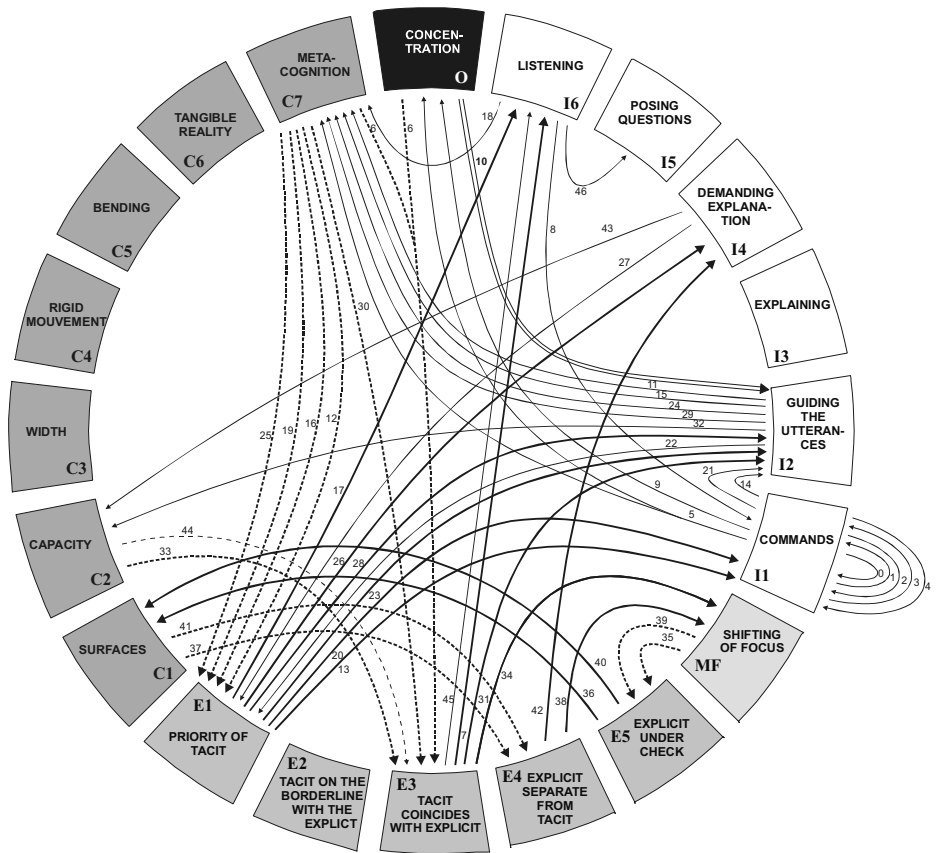 CONCEN-
TRATION
O
LISTENING
I6
POSING
QUESTIONS
I5
DEMANDING
EXPLANA-
TION
I4
EXPLAINING
I3
GUIDING
THE
UTTERAN-
CES
I2
COMMANDS
I1
SHIFTING
OF FOCUS
MF
E5
EXPLICIT
UNDER
CHECK
E4
EXPLICIT
SEPARATE
FROM
TACIT
E3
TACIT
COINCIDES
WITH EXPLICIT
E2
TACIT ON THE
BORDERLINE
WITH THE
EXPLICT
E1
PRIORITY OF
TACIT
SURFACES
C1
CAPACITY
C2
WIDTH
C3
RIGID
MOUVEMENT
C4
BENDING
C5
TANGIBLE
REALITY
C6
META-
COGNITION
C7
6
6
18
10
46
8
43
27
30
11
15
24
29
32
22
21
14
25
19
16
12
17
9
5
0
1
2
3
4
44
33
26
28
23
41
37
20
13
39
35
40
36
34
45
7
31
42
38